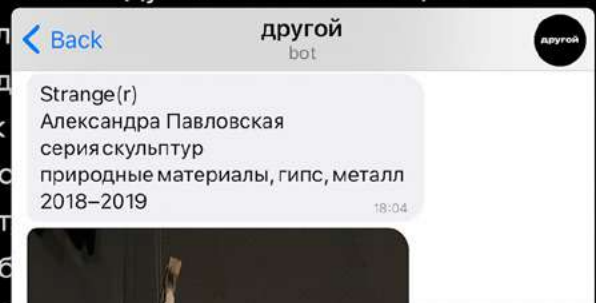 Back
другой
bot
другой
Strange(r)
Александра Павловская
серия скульптур
природные материалы, гипс, металл
2018–2019
18:04